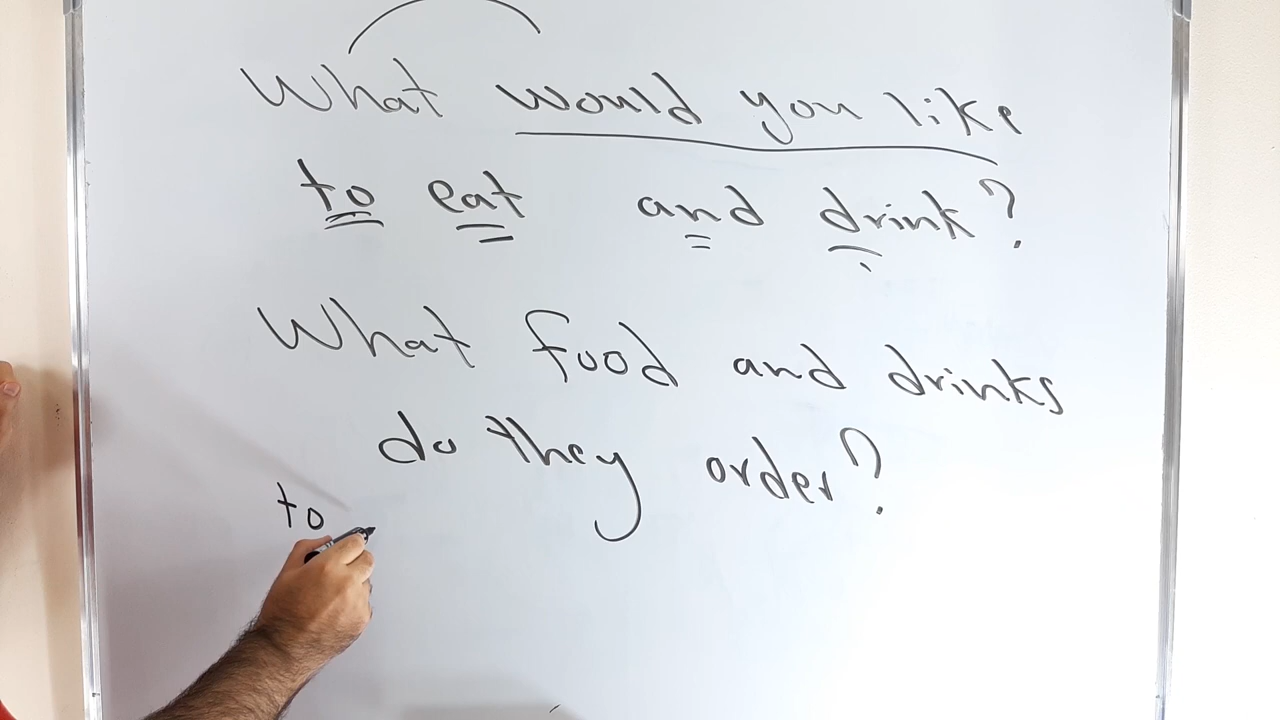 What would you like
to eat and drink?
What food and drinks
do they order?
to